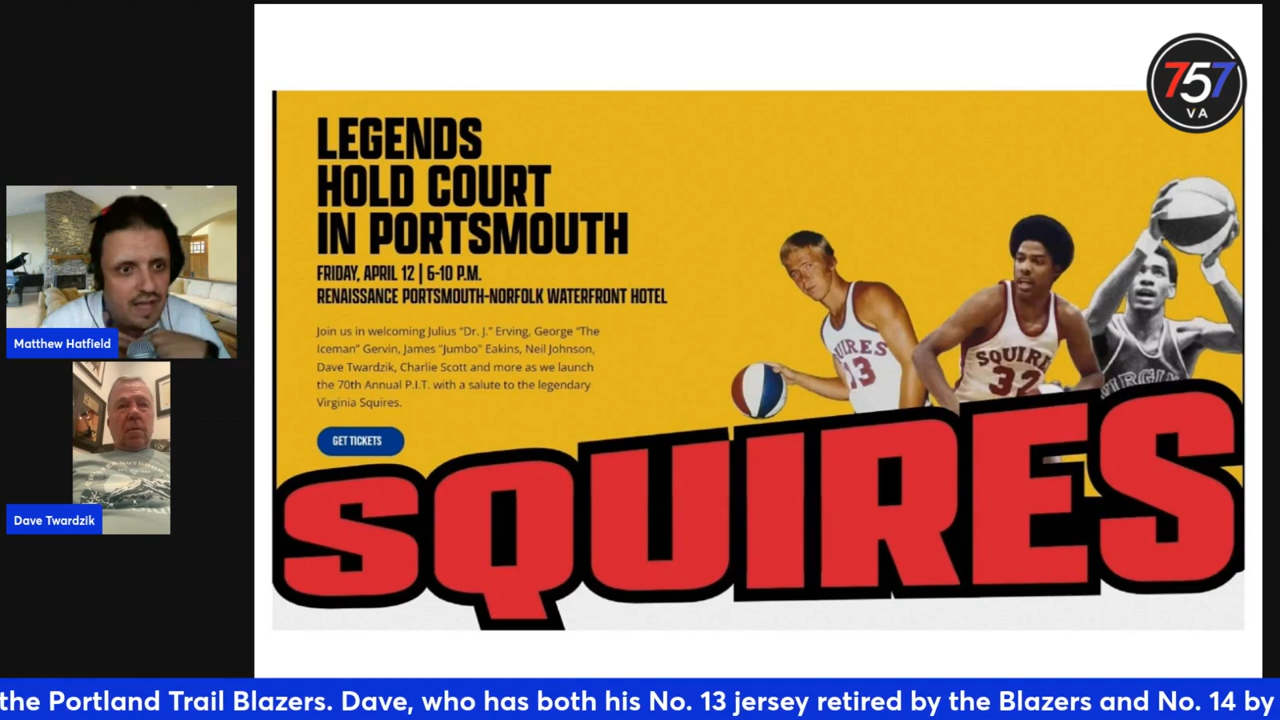 757
VA
LEGENDS
HOLD COURT
IN PORTSMOUTH
FRIDAY, APRIL 12 | 6-10 P.M.
RENAISSANCE PORTSMOUTH-NORFOLK WATERFRONT HOTEL
Join us in welcoming Julius "Dr. J." Erving, George "The
Iceman" Gervin, James "Jumbo" Eakins, Neil Johnson,
Dave Twardzik, Charlie Scott and more as we launch
the 70th Annual P.I.T. with a salute to the legendary
Virginia Squires.
GET TICKETS
UIRES
13
SQUIRE
32
VIRGIN
SQUIRES
Matthew Hatfield
Dave Twardzik
the Portland Trail Blazers. Dave, who has both his No. 13 jersey retired by the Blazers and No. 14 by